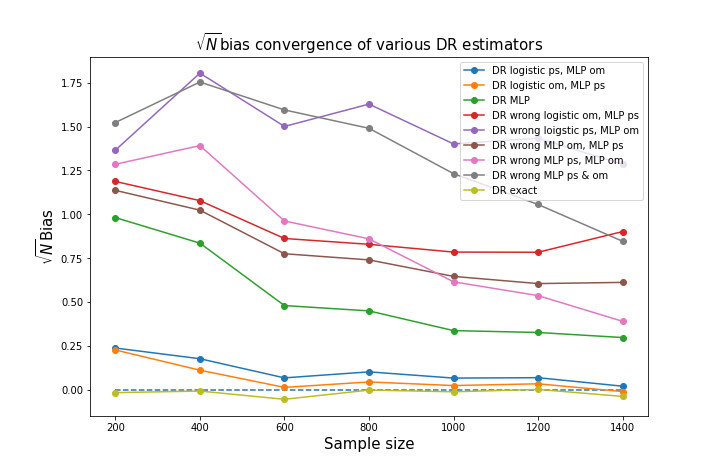 √N bias convergence of various DR estimators
DR logistic ps, MLP om
DR logistic om, MLP ps
DR MLP
DR wrong logistic om, MLP ps
DR wrong loigstic ps, MLP om
DR wrong MLP om, MLP ps
DR wrong MLP ps, MLP om
DR wrong MLP ps & om
DR exact
√N Bias
1.75
1.50
1.25
1.00
0.75
0.50
0.25
0.00
200 400 600 800 1000 1200 1400
Sample size